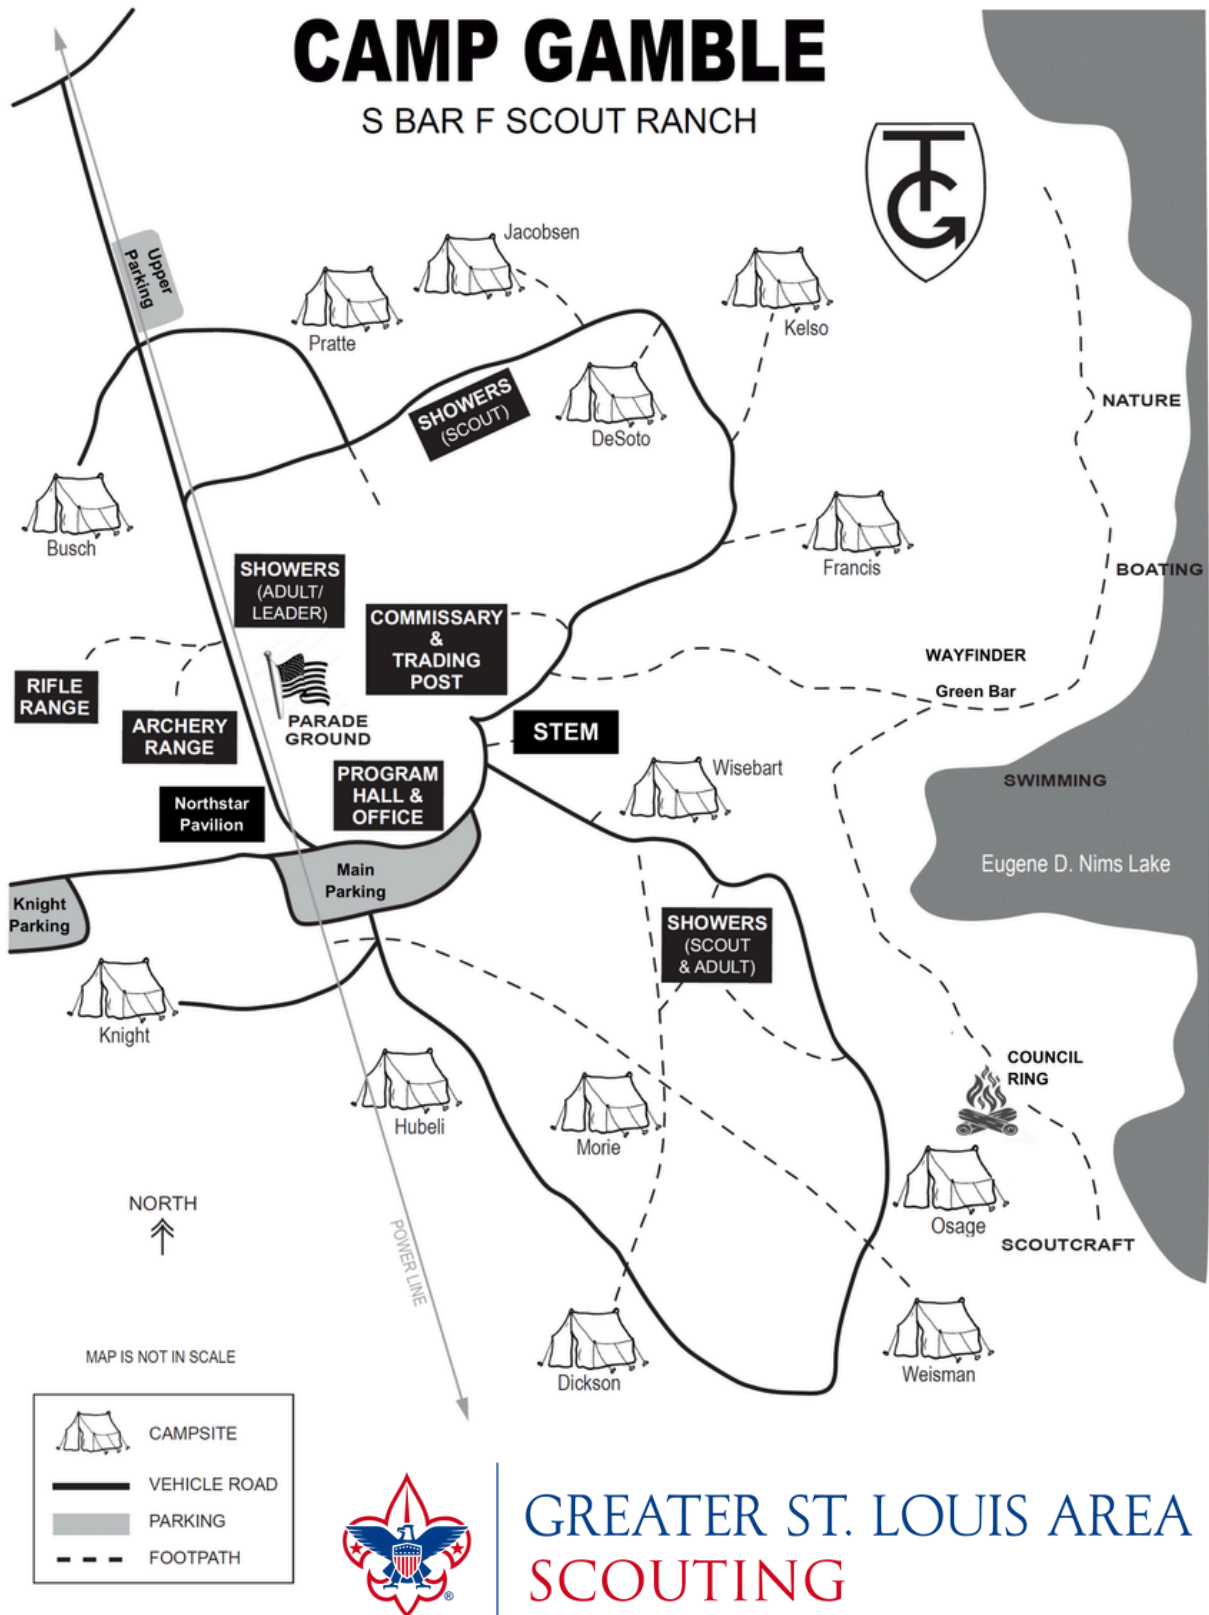 CAMP GAMBLE
S BAR F SCOUT RANCH
TG
Upper
Parking
Jacobsen
Pratte
Kelso
SHOWERS
(SCOUT)
DeSoto
NATURE
Busch
Francis
BOATING
SHOWERS
(ADULT/
LEADER)
COMMISSARY
&
TRADING
POST
WAYFINDER
Green Bar
RIFLE
RANGE
ARCHERY
RANGE
PARADE
GROUND
STEM
Wisebart
SWIMMING
PROGRAM
HALL &
OFFICE
Northstar
Pavilion
Eugene D. Nims Lake
Main
Parking
Knight
Parking
SHOWERS
(SCOUT
& ADULT)
Knight
COUNCIL
RING
Hubeli
Morie
Osage
SCOUTCRAFT
NORTH
POWER LINE
Dickson
Weisman
MAP IS NOT IN SCALE
CAMPSITE
VEHICLE ROAD
PARKING
FOOTPATH
®
GREATER ST. LOUIS AREA
SCOUTING